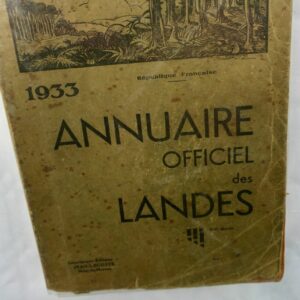 1933
République Française
ANNUAIRE
OFFICIEL
des
LANDES